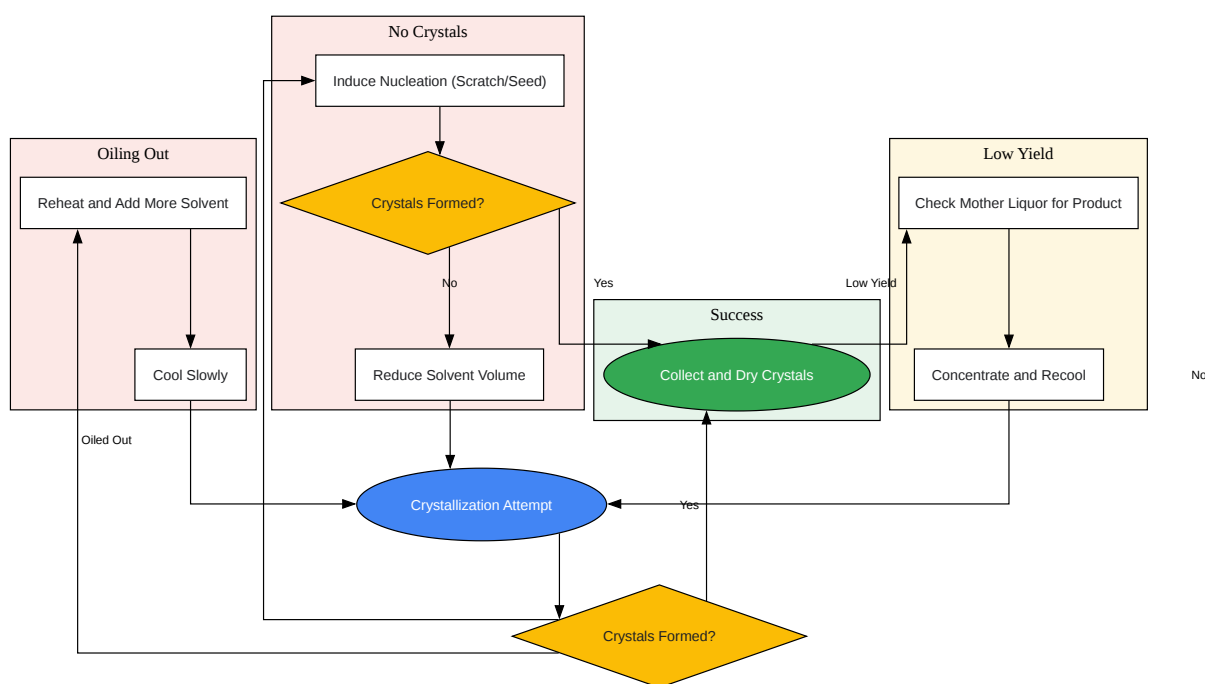 No Crystals
Induce Nucleation (Scratch/Seed)
Oiling Out
Low Yield
Reheat and Add More Solvent
Crystals Formed?
Check Mother Liquor for Product
No
Yes
Low Yield
Success
Cool Slowly
Reduce Solvent Volume
Collect and Dry Crystals
Concentrate and Recool
No
Oiled Out
Crystallization Attempt
Yes
Crystals Formed?